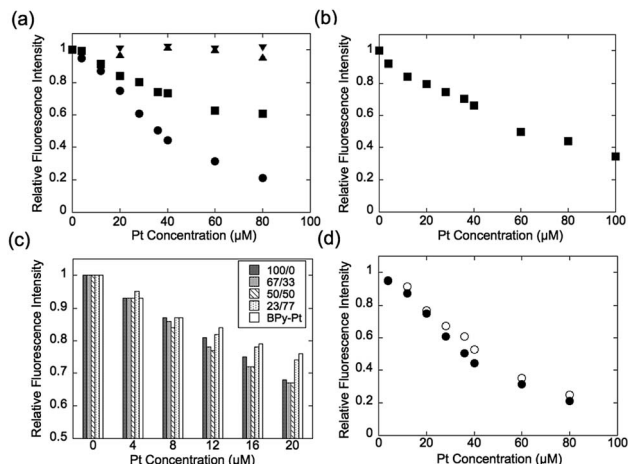 (a)
Relative Fluorescence Intensity
1
0.8
0.6
0.4
0.2
0
0 20 40 60 80 100
Pt Concentration (µM)
(b)
Relative Fluorescence Intensity
1
0.8
0.6
0.4
0.2
0
0 20 40 60 80 100
Pt Concentration (µM)
(c)
Relative Fluorescence Intensity
1
0.9
0.8
0.7
0.6
0.5
100/0
67/33
50/50
23/77
BPy-Pt
0 4 8 12 16 20
Pt Concentration (µM)
(d)
Relative Fluorescence Intensity
1
0.8
0.6
0.4
0.2
0
0 20 40 60 80 100
Pt Concentration (µM)